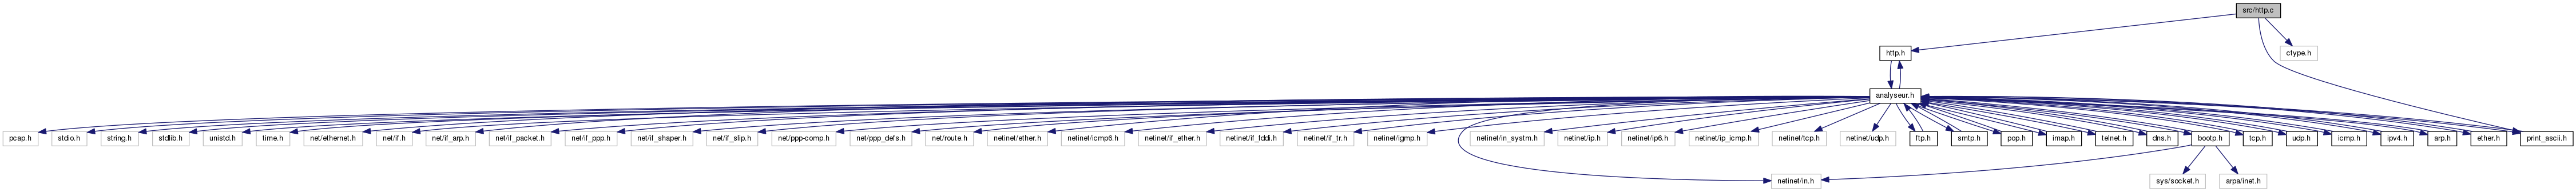 src/http.c
http.h
ctype.h
analyseur.h
pcap.h
stdio.h
string.h
stdlib.h
unistd.h
time.h
net/ethernet.h
net/if.h
net/if_arp.h
net/if_packet.h
net/if_ppp.h
net/if_shaper.h
net/if_slip.h
net/ppp-comp.h
net/ppp_defs.h
net/route.h
netinet/ether.h
netinet/icmp6.h
netinet/if_ether.h
netinet/if_fddi.h
netinet/if_tr.h
netinet/igmp.h
netinet/in_systm.h
netinet/ip.h
netinet/ip6.h
netinet/ip_icmp.h
netinet/tcp.h
netinet/udp.h
ftp.h
smtp.h
pop.h
imap.h
telnet.h
dns.h
bootp.h
tcp.h
udp.h
icmp.h
ipv4.h
arp.h
ether.h
print_ascii.h
netinet/in.h
sys/socket.h
arpa/inet.h